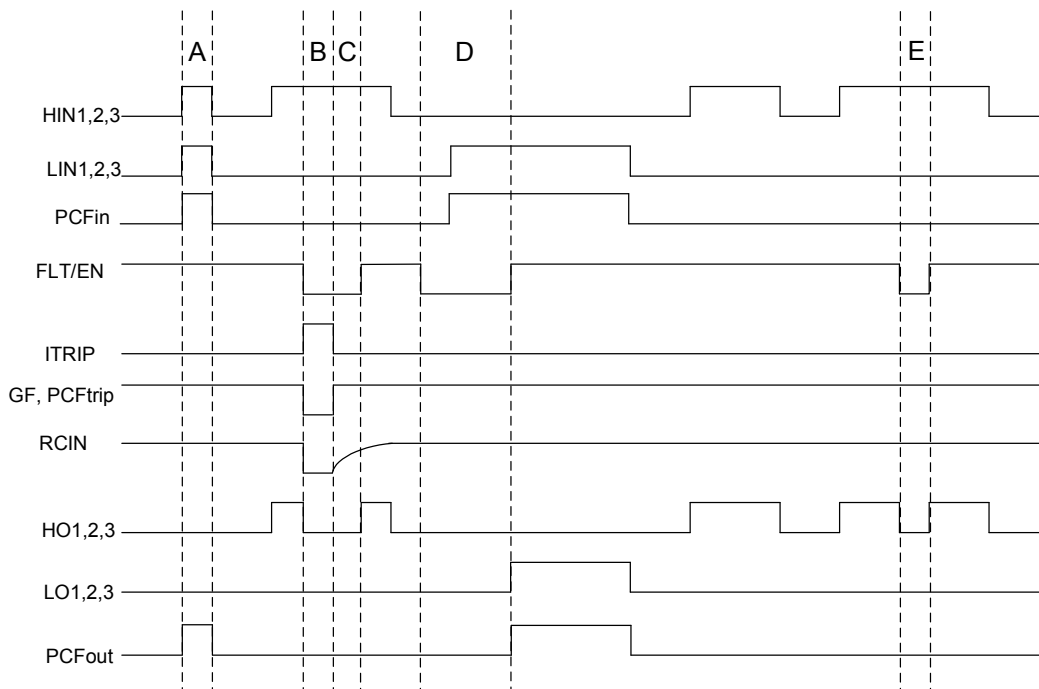 A
B
C
D
E
HIN1,2,3
LIN1,2,3
PCFin
FLT/EN
ITRIP
GF, PCFtrip
RCIN
HO1,2,3
LO1,2,3
PCFout